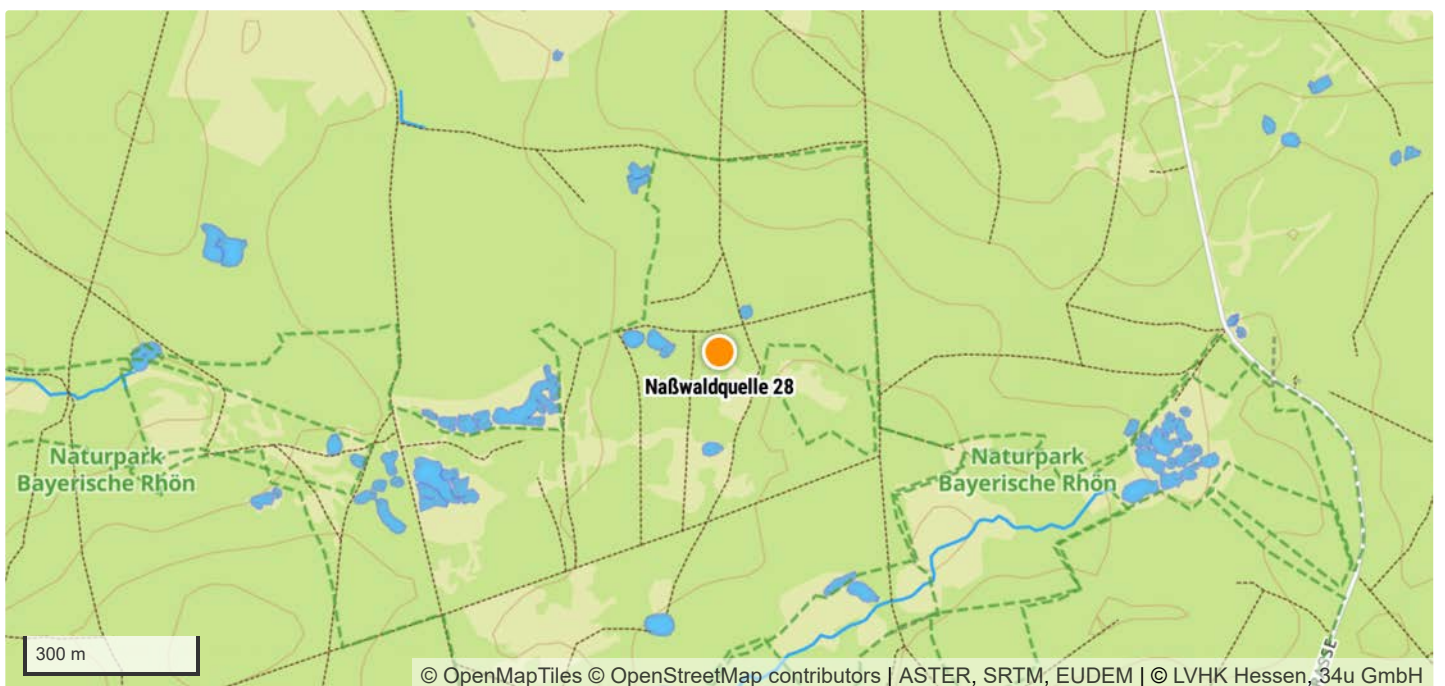 Naßwaldquelle 28
Naturpark
Bayerische Rhön
Naturpark
Bayerische Rhön
300 m
© OpenMapTiles © OpenStreetMap contributors | ASTER, SRTM, EUDEM | © LVHK Hessen, 34u GmbH